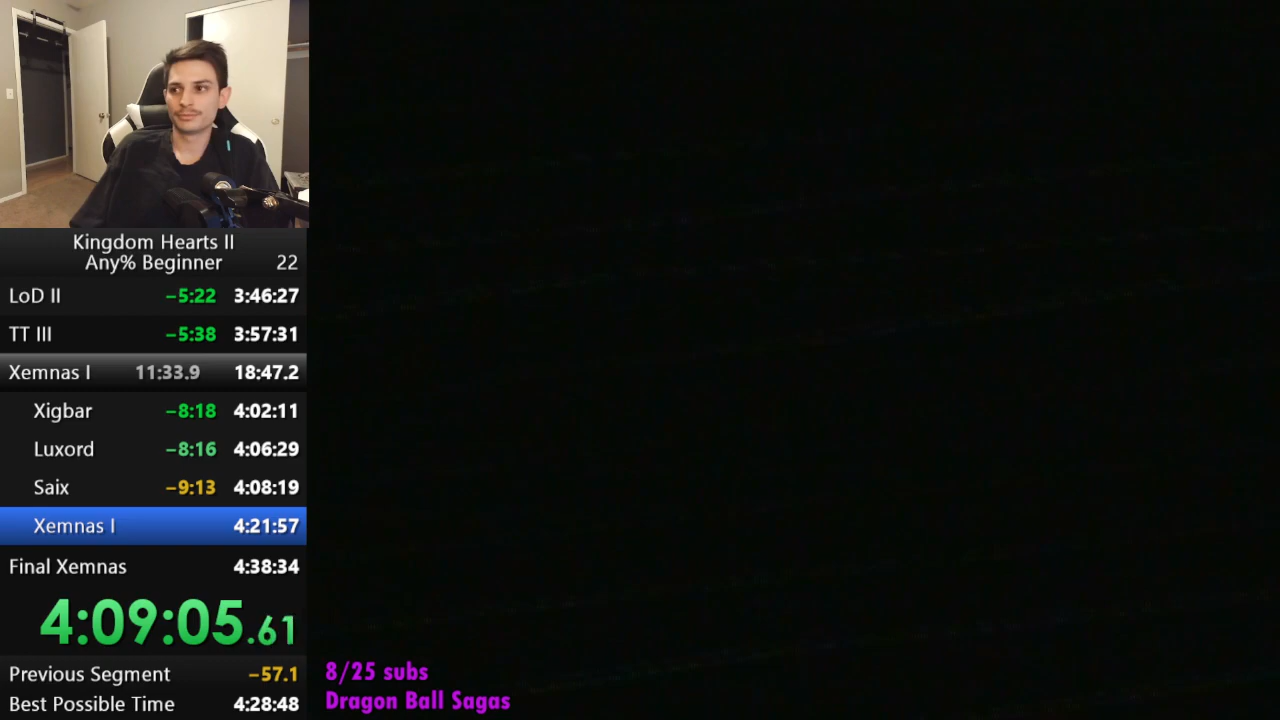 Kingdom Hearts II
Any% Beginner 22
LoD II -5:22 3:46:27
TT III -5:38 3:57:31
Xemnas I 11:33.9 18:47.2
Xigbar -8:18 4:02:11
Luxord -8:16 4:06:29
Saix -9:13 4:08:19
Xemnas I 4:21:57
Final Xemnas 4:38:34
4:09:05.61
Previous Segment -57.1
Best Possible Time 4:28:48
8/25 subs
Dragon Ball Sagas